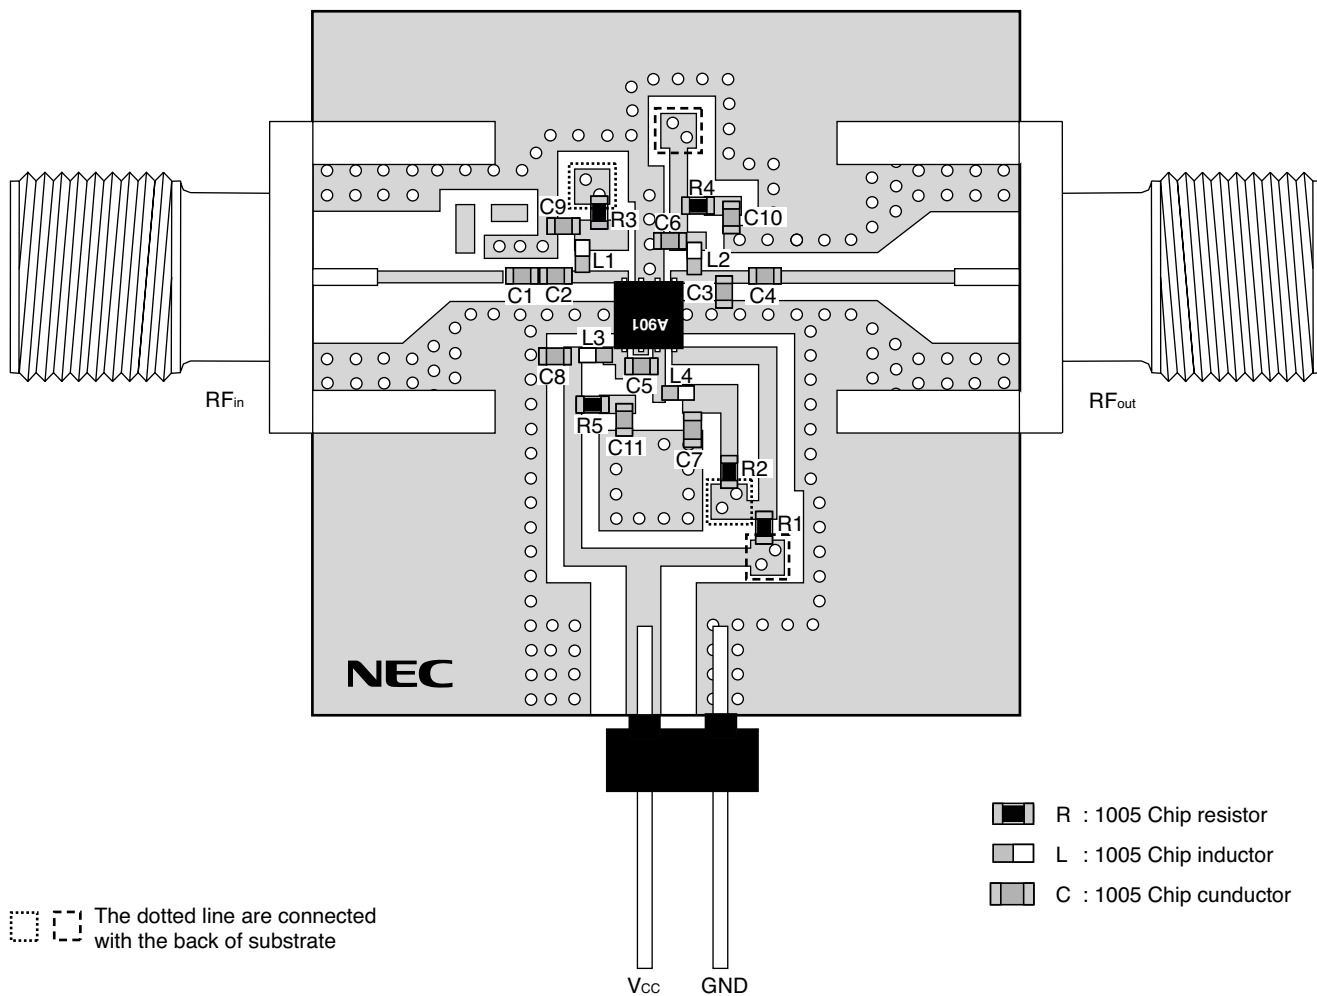 R4
C9
R3
C6
C10
L1
L2
C1
C2
C3
C4
A901
L3
C8
C5
L4
RFin
RFout
R5
C11
C7
R2
R1
NEC
R : 1005 Chip resistor
L : 1005 Chip inductor
C : 1005 Chip cunductor
The dotted line are connected
with the back of substrate
VCC
GND